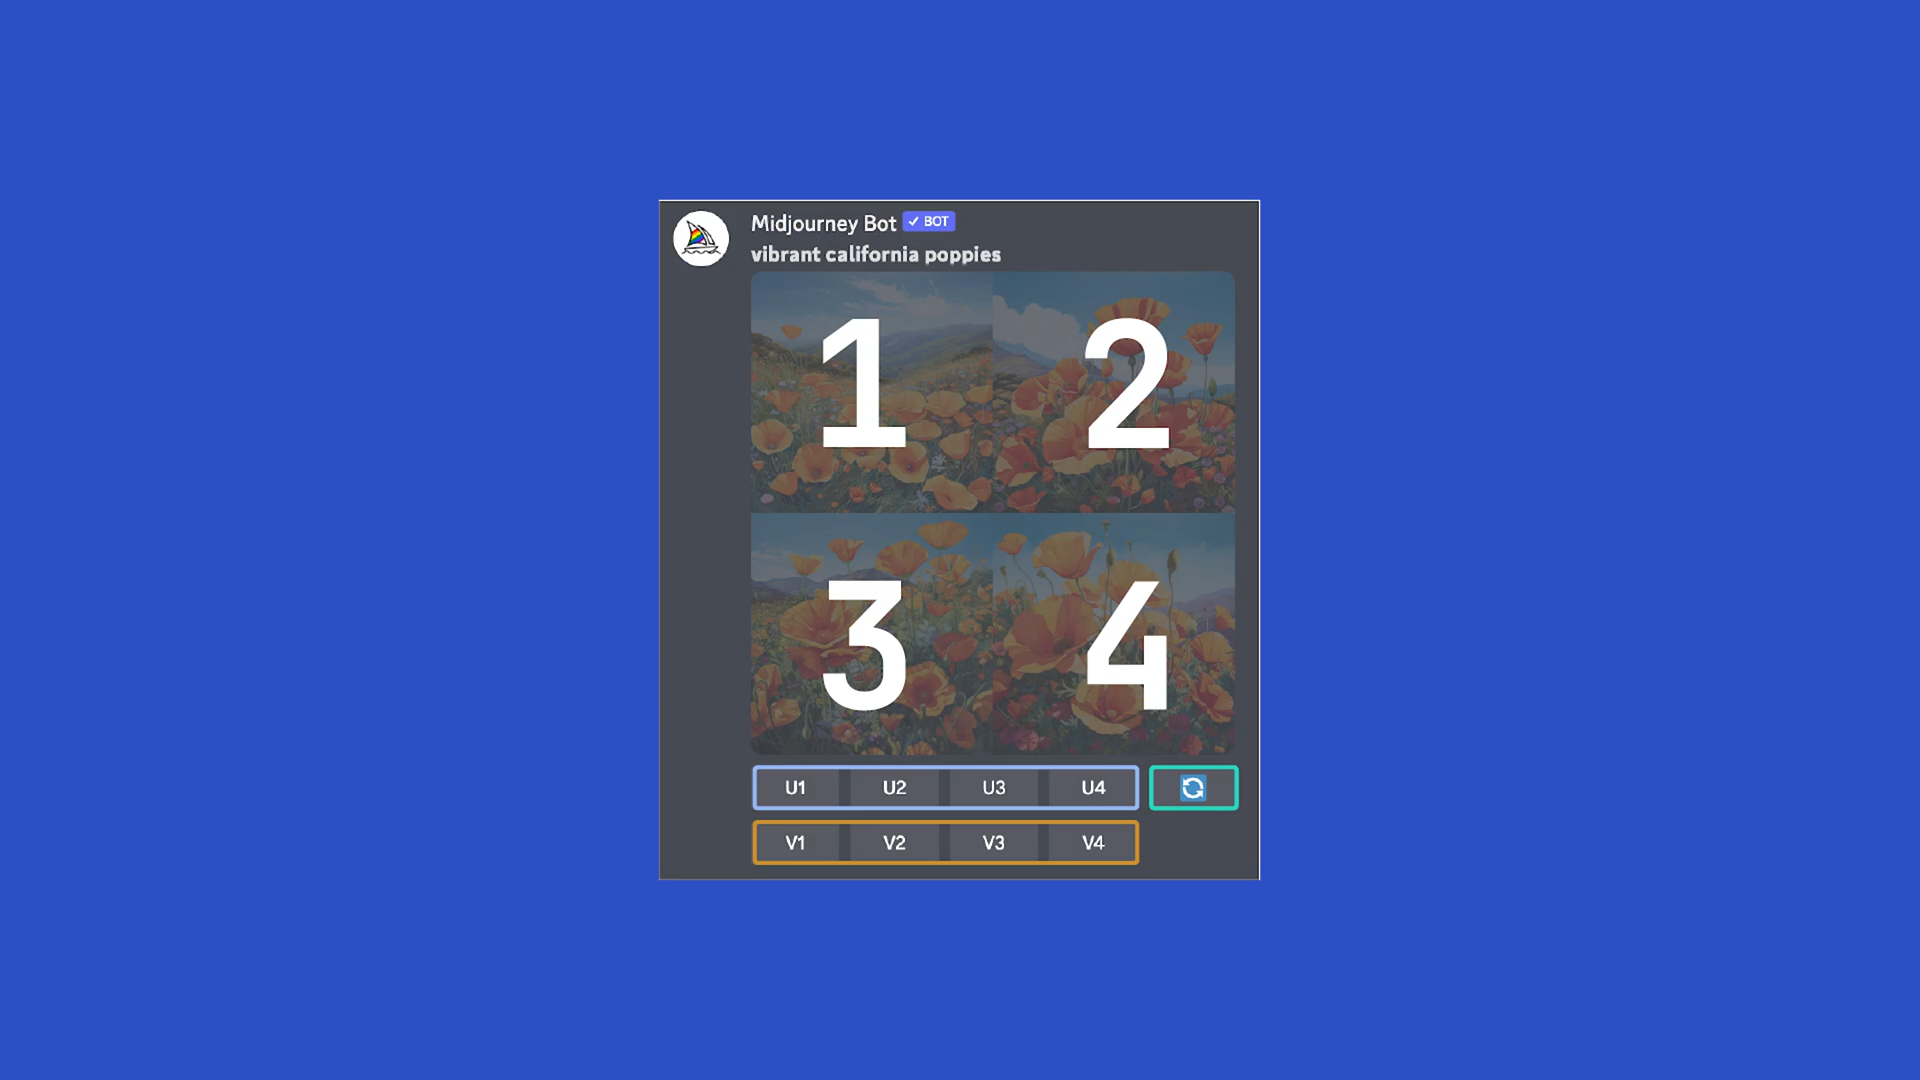 Midjourney Bot ✓ BOT
vibrant california poppies
1 2
3 4
U1 U2 U3 U4
V1 V2 V3 V4